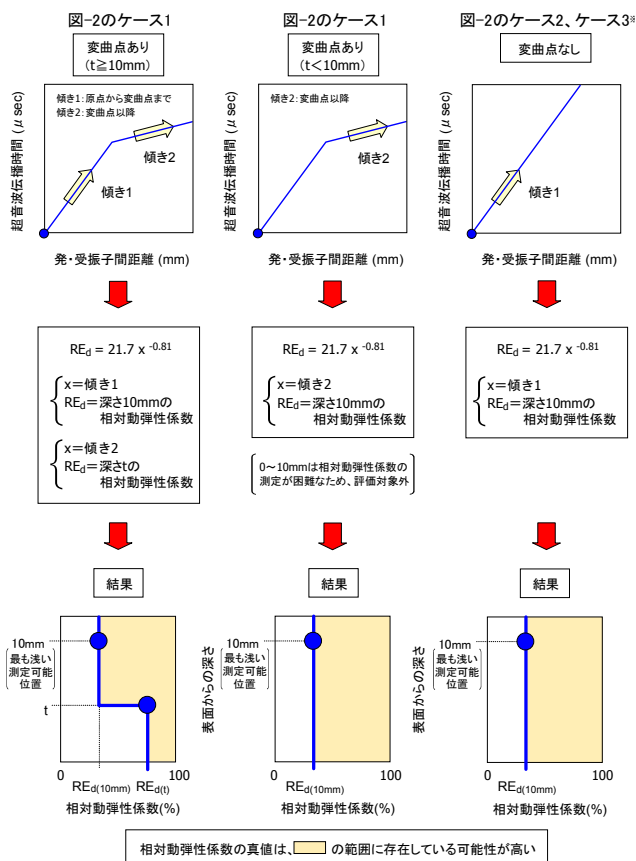 図-2のケース1
変曲点あり
(t≧10mm)
超音波伝播時間 (μsec)
傾き1: 原点から変曲点まで
傾き2: 変曲点以降
傾き2
傾き1
発・受振子間距離 (mm)
REd = 21.7 x -0.81
x=傾き1
REd=深さ10mmの
相対動弾性係数
x=傾き2
REd=深さtの
相対動弾性係数
結果
10mm
最も浅い
測定可能
位置
t
0
100
REd(10mm)
REd(t)
相対動弾性係数(%)
図-2のケース1
変曲点あり
(t<10mm)
超音波伝播時間 (μsec)
傾き2: 変曲点以降
傾き2
発・受振子間距離 (mm)
REd = 21.7 x -0.81
x=傾き2
REd=深さ10mmの
相対動弾性係数
0~10mmは相対動弾性係数の
測定が困難なため、評価対象外
結果
表面からの深さ
10mm
最も浅い
測定可能
位置
0
100
REd(10mm)
相対動弾性係数(%)
図-2のケース2、ケース3※
変曲点なし
超音波伝播時間 (μsec)
傾き1
発・受振子間距離 (mm)
REd = 21.7 x -0.81
x=傾き1
REd=深さ10mmの
相対動弾性係数
結果
表面からの深さ
10mm
最も浅い
測定可能
位置
0
100
REd(10mm)
相対動弾性係数(%)
相対動弾性係数の真値は、 の範囲に存在している可能性が高い